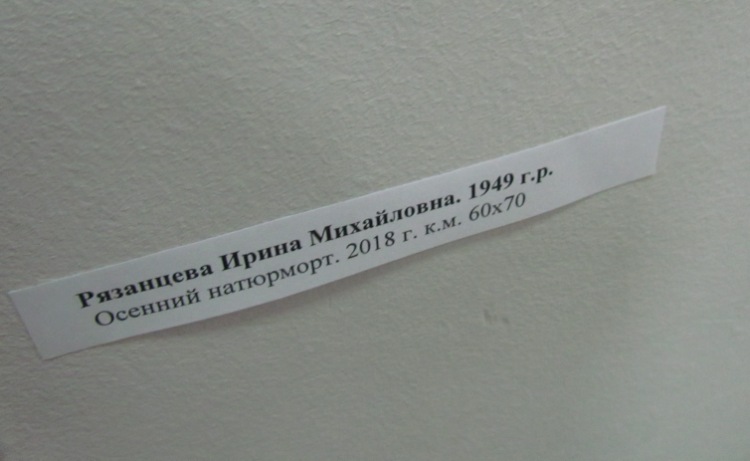 Рязанцева Ирина Михайловна. 1949 г.р.
Осенний натюрморт. 2018 г. к.м. 60х70